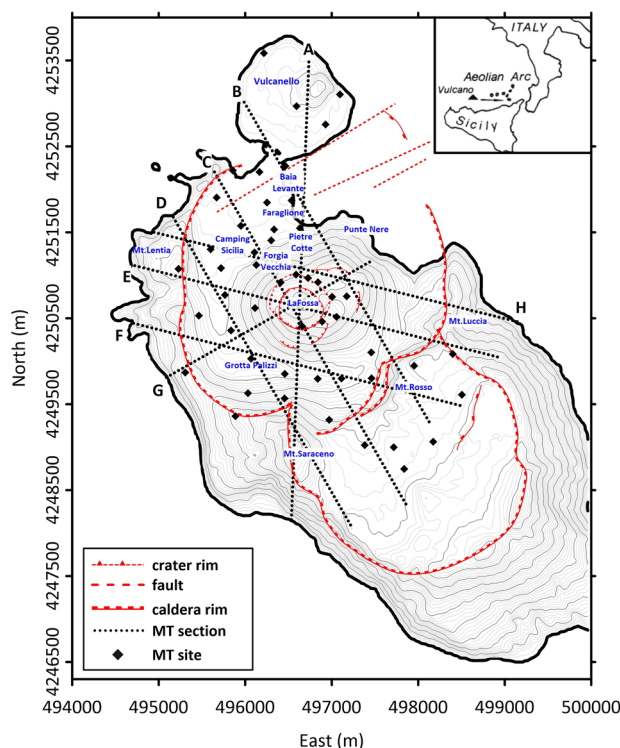 4253500
4252500
4251500
4250500
4249500
4248500
4247500
4246500
North (m)
A
B
C
D
E
F
G
H
Vulcanello
Baia
Levante
Faraglione
Pietre
Cotte
Punte Nere
Camping
Sicilia
Forgia
Vecchia
Mt.Lentia
LaFossa
Mt.Luccia
Grotta Palizzi
Mt.Rosso
Mt.Saraceno
ITALY
Aeolian Arc
Vulcano
Sicily
crater rim
fault
caldera rim
MT section
MT site
494000 495000 496000 497000 498000 499000 500000
East (m)